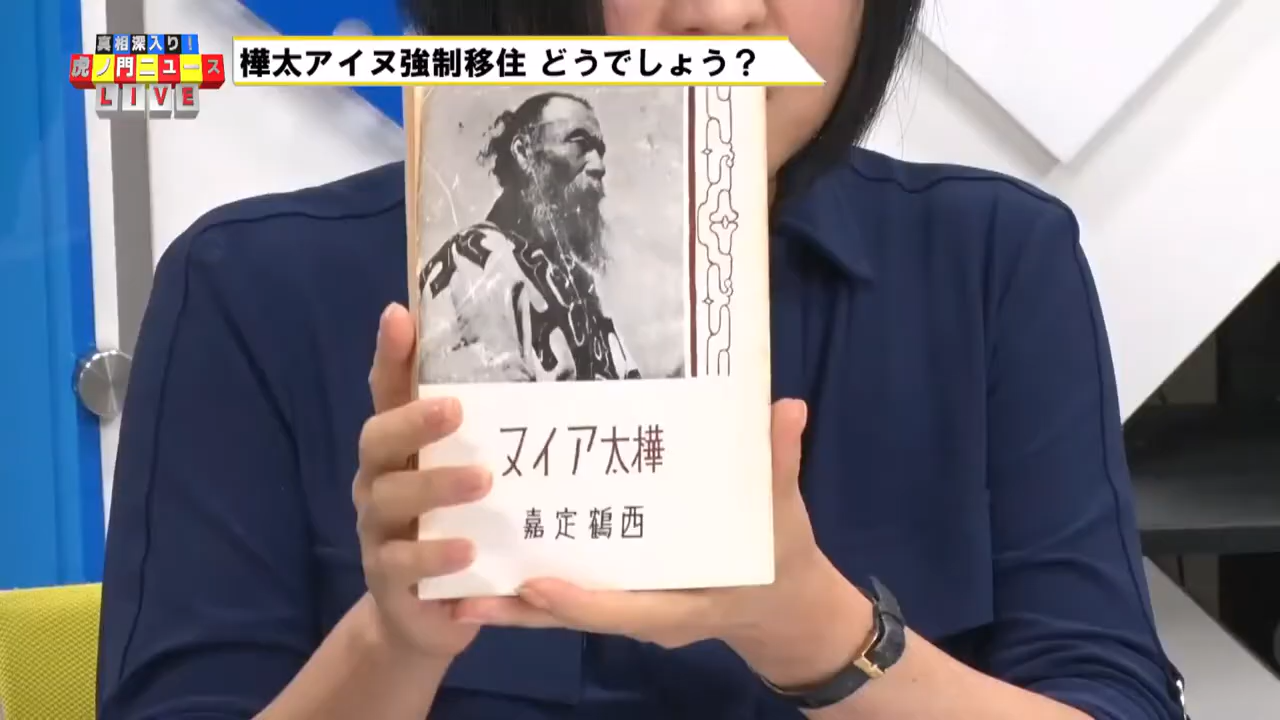 真相深入り!
虎ノ門ニュース
LIVE
樺太アイヌ強制移住 どうでしょう？
ヌイア太樺
嘉定鶴西